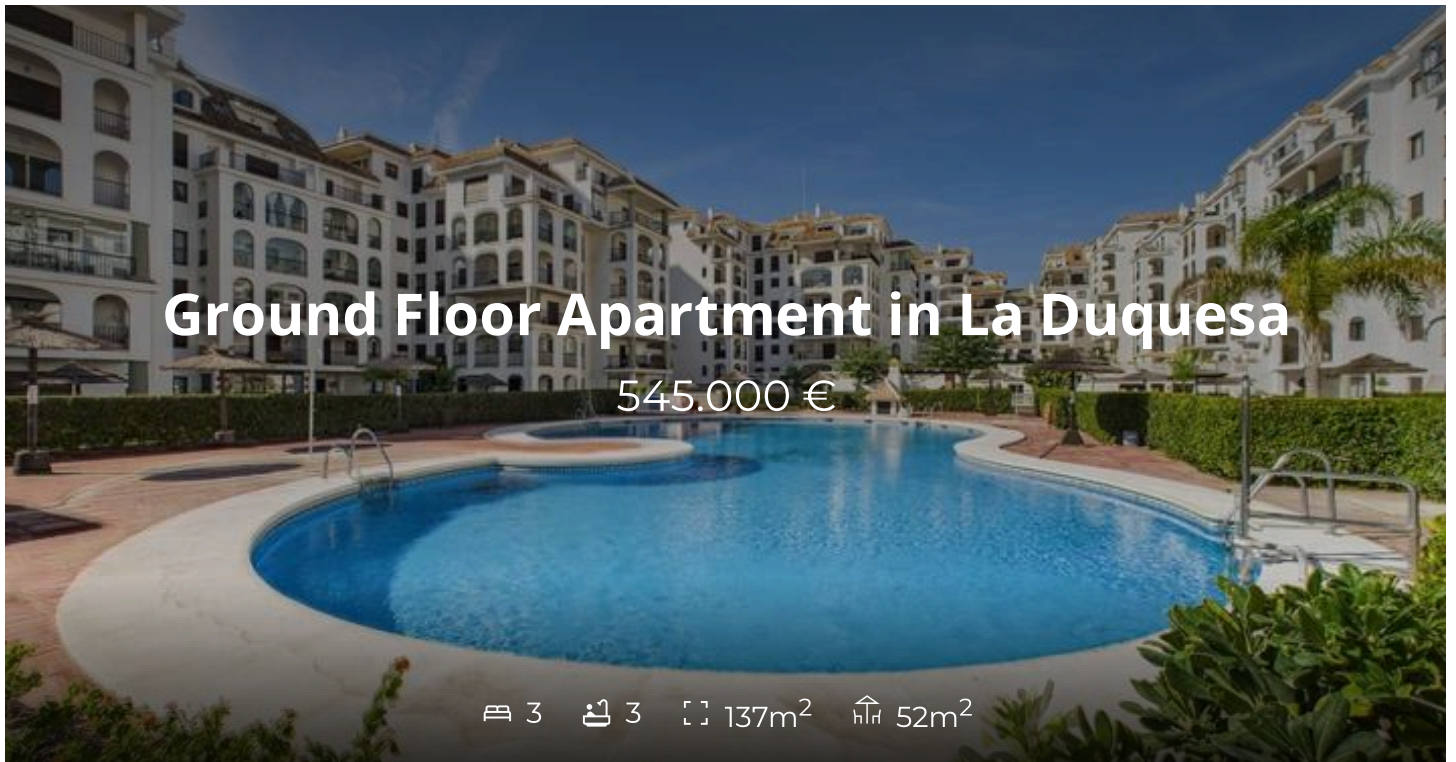 Ground Floor Apartment in La Duquesa
545.000 €
3 3 137m² 52m²